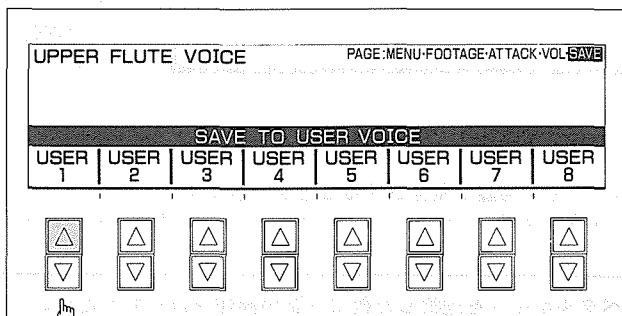 UPPER FLUTE VOICE PAGE:MENU·FOOTAGE·ATTACK·VOL·SAVE
SAVE TO USER VOICE
USER 1 USER 2 USER 3 USER 4 USER 5 USER 6 USER 7 USER 8